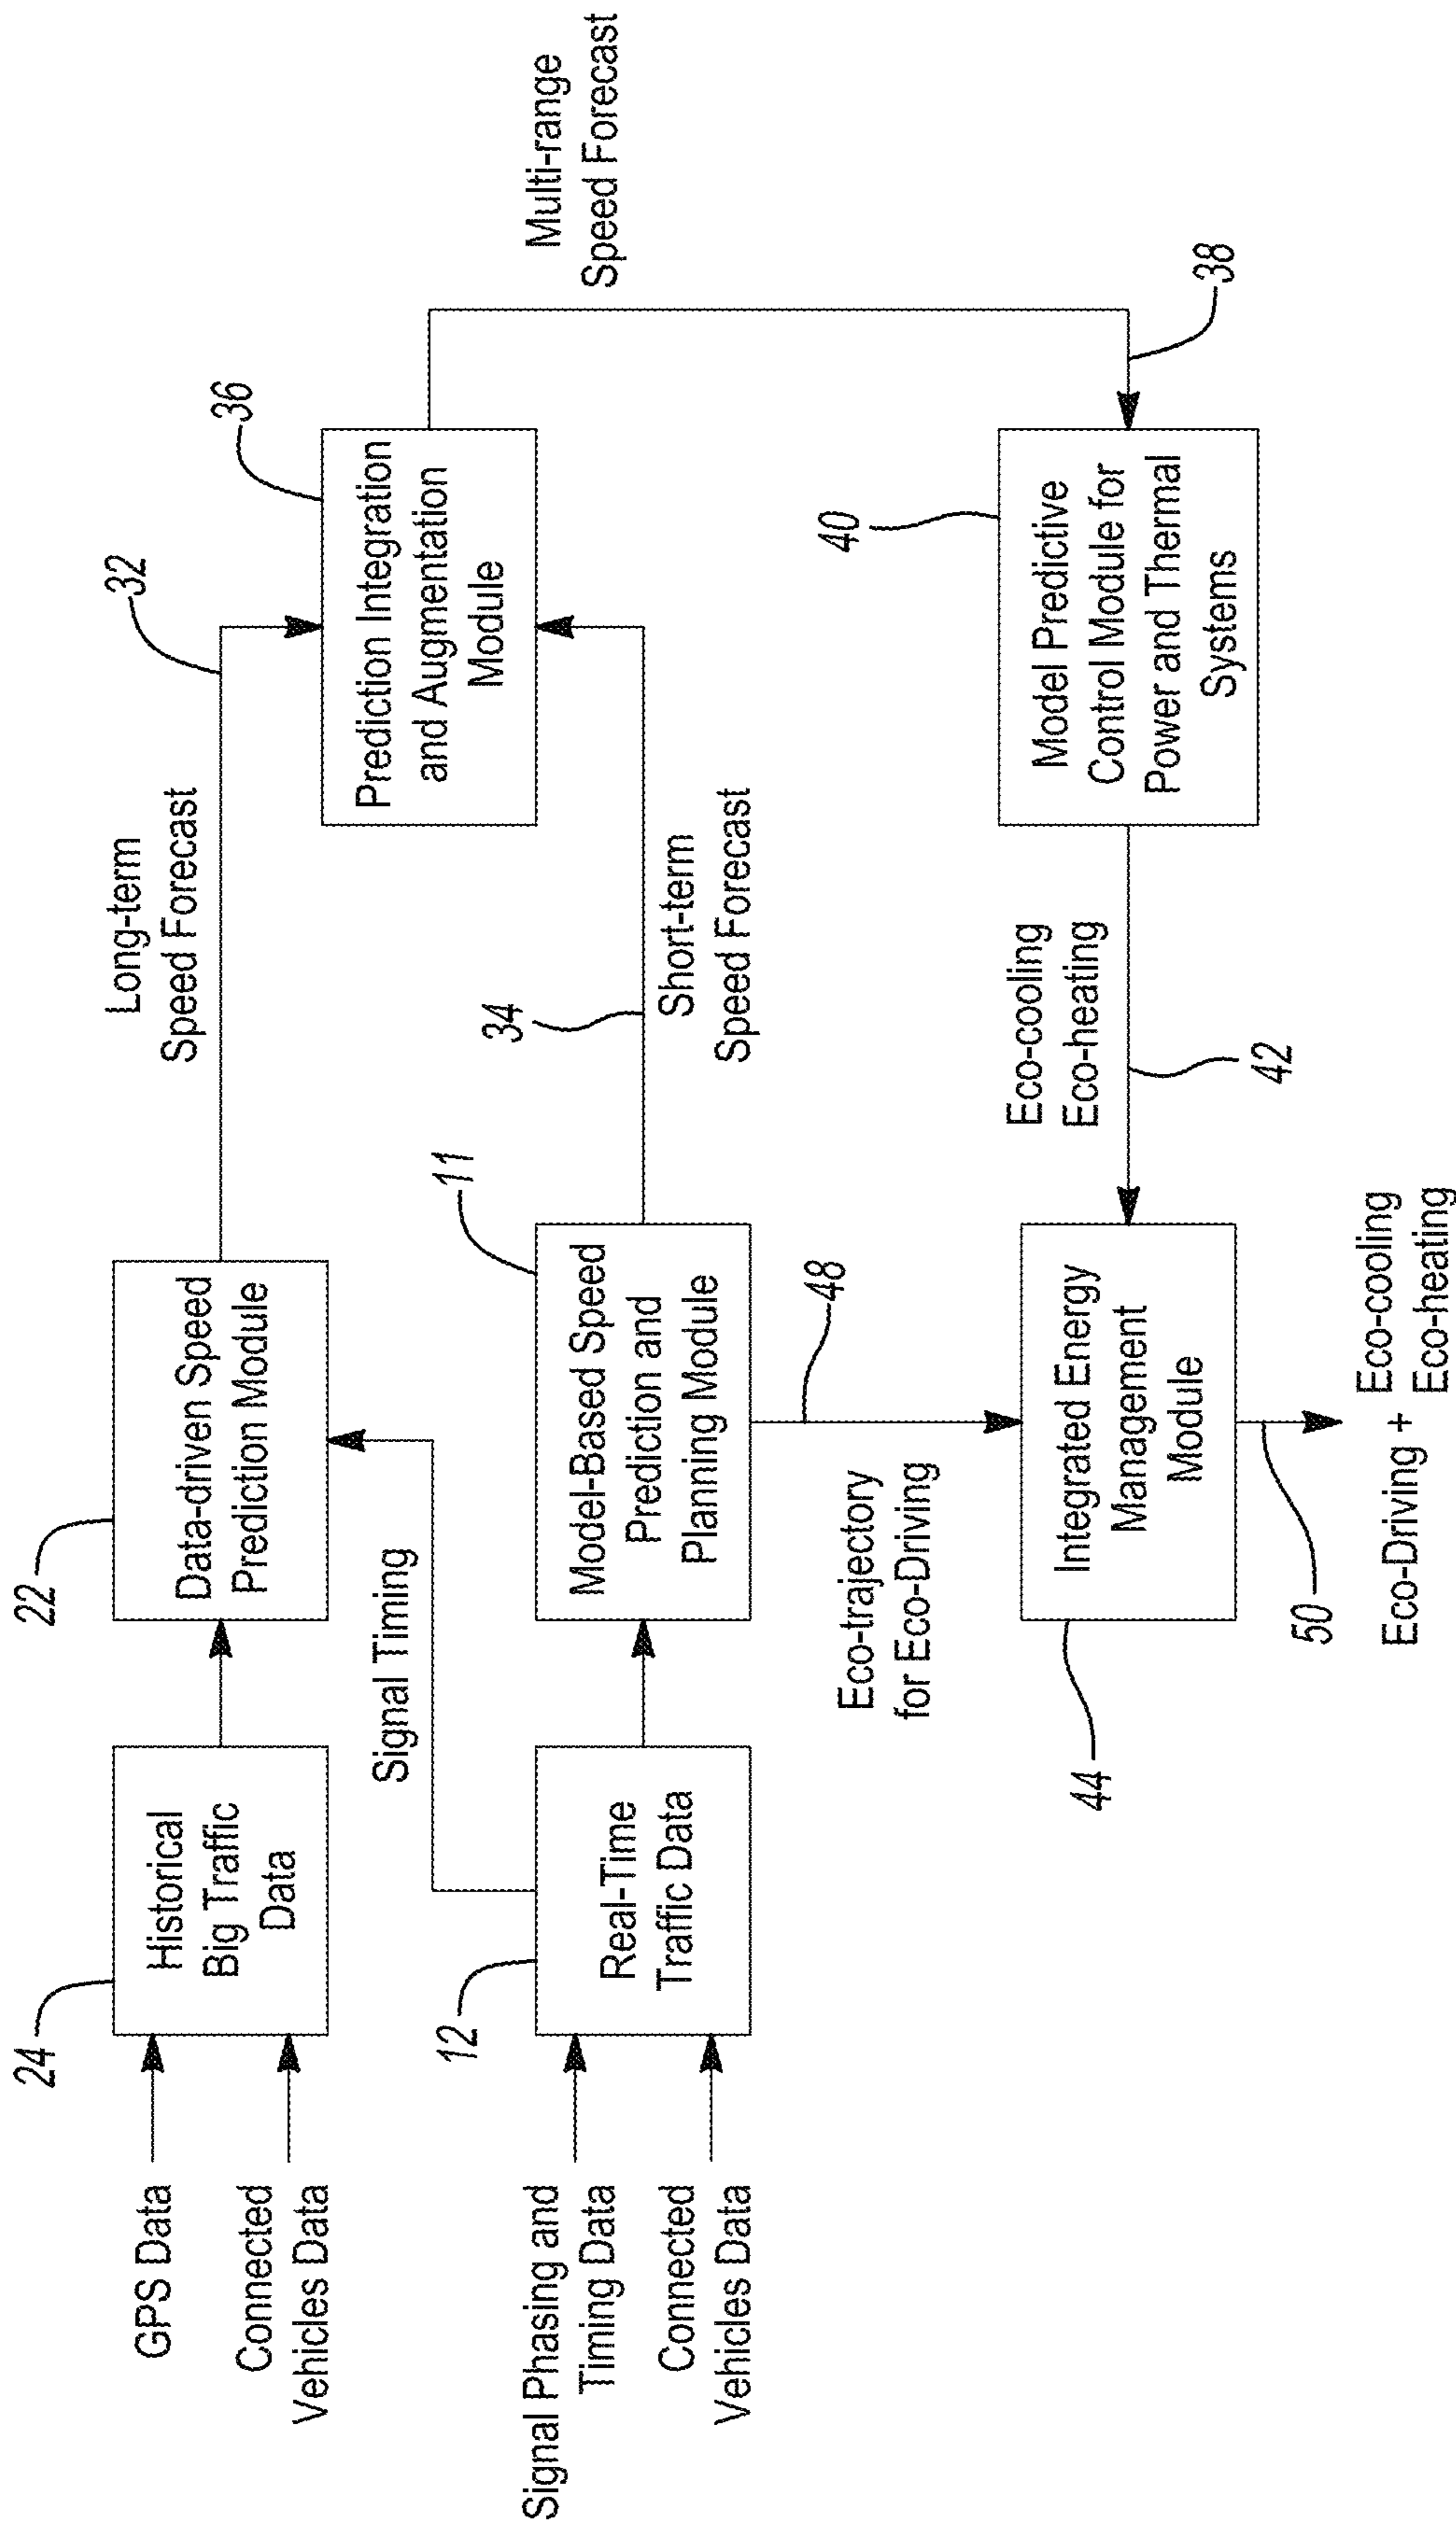 GPS Data
Connected
Vehicles Data
24
Historical
Big Traffic
Data
22
Data-driven Speed
Prediction Module
Long-term
Speed Forecast
32
Signal Timing
Signal Phasing and
Timing Data
Connected
Vehicles Data
12
Real-Time
Traffic Data
11
Model-Based Speed
Prediction and
Planning Module
34
Short-term
Speed Forecast
36
Prediction Integration
and Augmentation
Module
Multi-range
Speed Forecast
38
Eco-trajectory
for Eco-Driving
48
40
Model Predictive
Control Module for
Power and Thermal
Systems
Eco-cooling
Eco-heating
42
44
Integrated Energy
Management
Module
50
Eco-Driving +
Eco-cooling
Eco-heating